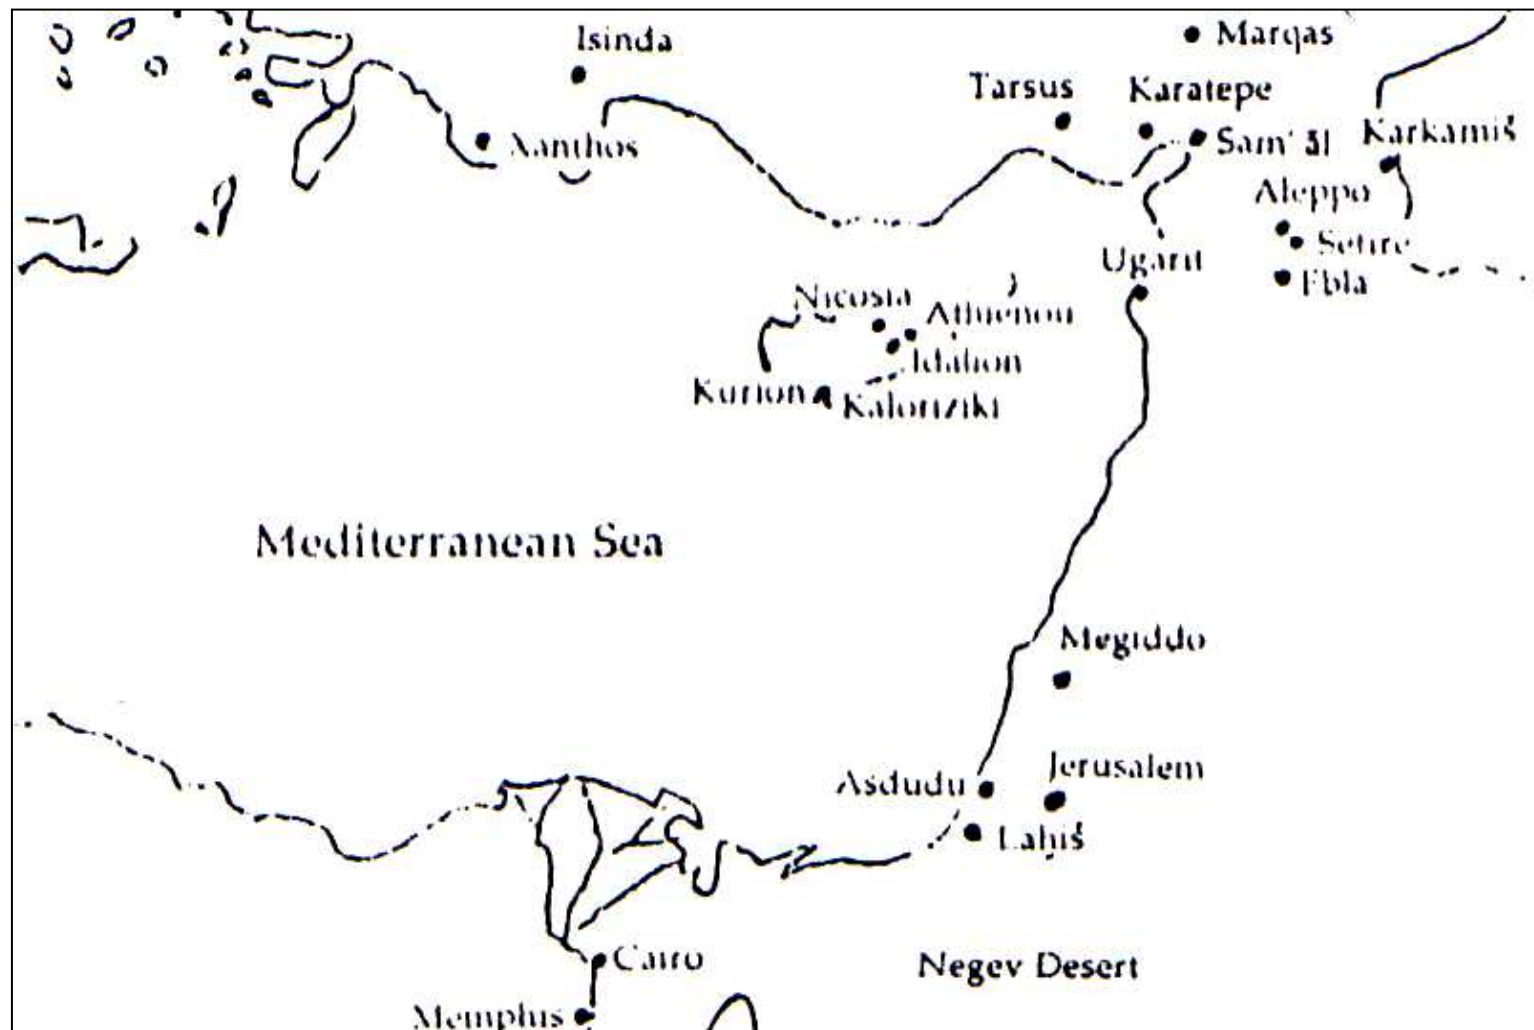 Isinda
Marqas
Tarsus
Karatepe
Xanthos
Sam' āl
Karkamiš
Aleppo
Sefire
Ebla
Ugarit
Nicosia
Athienou
Idalion
Kurion
Kaloriziki
Mediterranean Sea
Megiddo
Asdudu
Jerusalem
Lahiš
Cairo
Negev Desert
Memphis